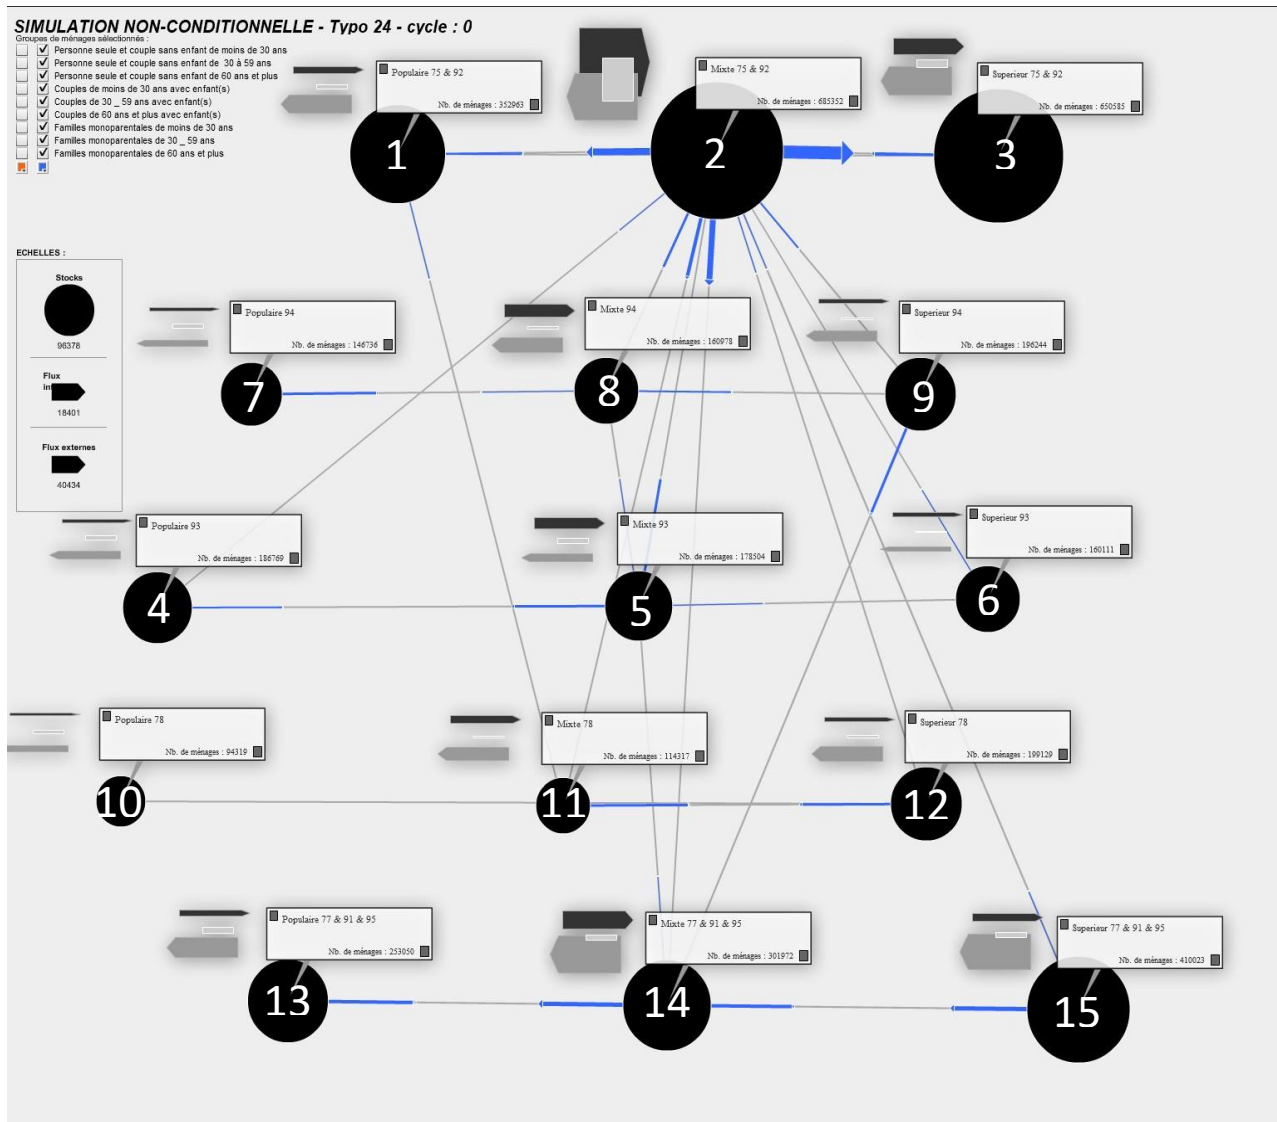 SIMULATION NON-CONDITIONNELLE - Typo 24 - cycle : 0
Groupes de ménages sélectionnés :
Personne seule et couple sans enfant de moins de 30 ans
Personne seule et couple sans enfant de 30 à 59 ans
Personne seule et couple sans enfant de 60 ans et plus
Couples de moins de 30 ans avec enfant(s)
Couples de 30 _ 59 ans avec enfant(s)
Couples de 60 ans et plus avec enfant(s)
Familles monoparentales de moins de 30 ans
Familles monoparentales de 30 _ 59 ans
Familles monoparentales de 60 ans et plus
Populaire 75 & 92
Nb. de ménages : 352963
1
Mixte 75 & 92
Nb. de ménages : 685352
2
Superieur 75 & 92
Nb. de ménages : 650585
3
ECHELLES :
Stocks
96378
Flux
int
18401
Flux externes
40434
Populaire 94
Nb. de ménages : 146736
7
Mixte 94
Nb. de ménages : 160978
8
Superieur 94
Nb. de ménages : 196244
9
Populaire 93
Nb. de ménages : 186769
4
Mixte 93
Nb. de ménages : 178504
5
Superieur 93
Nb. de ménages : 160111
6
Populaire 78
Nb. de ménages : 94319
10
Mixte 78
Nb. de ménages : 114317
11
Superieur 78
Nb. de ménages : 199129
12
Populaire 77 & 91 & 95
Nb. de ménages : 253050
13
Mixte 77 & 91 & 95
Nb. de ménages : 301972
14
Superieur 77 & 91 & 95
Nb. de ménages : 410023
15